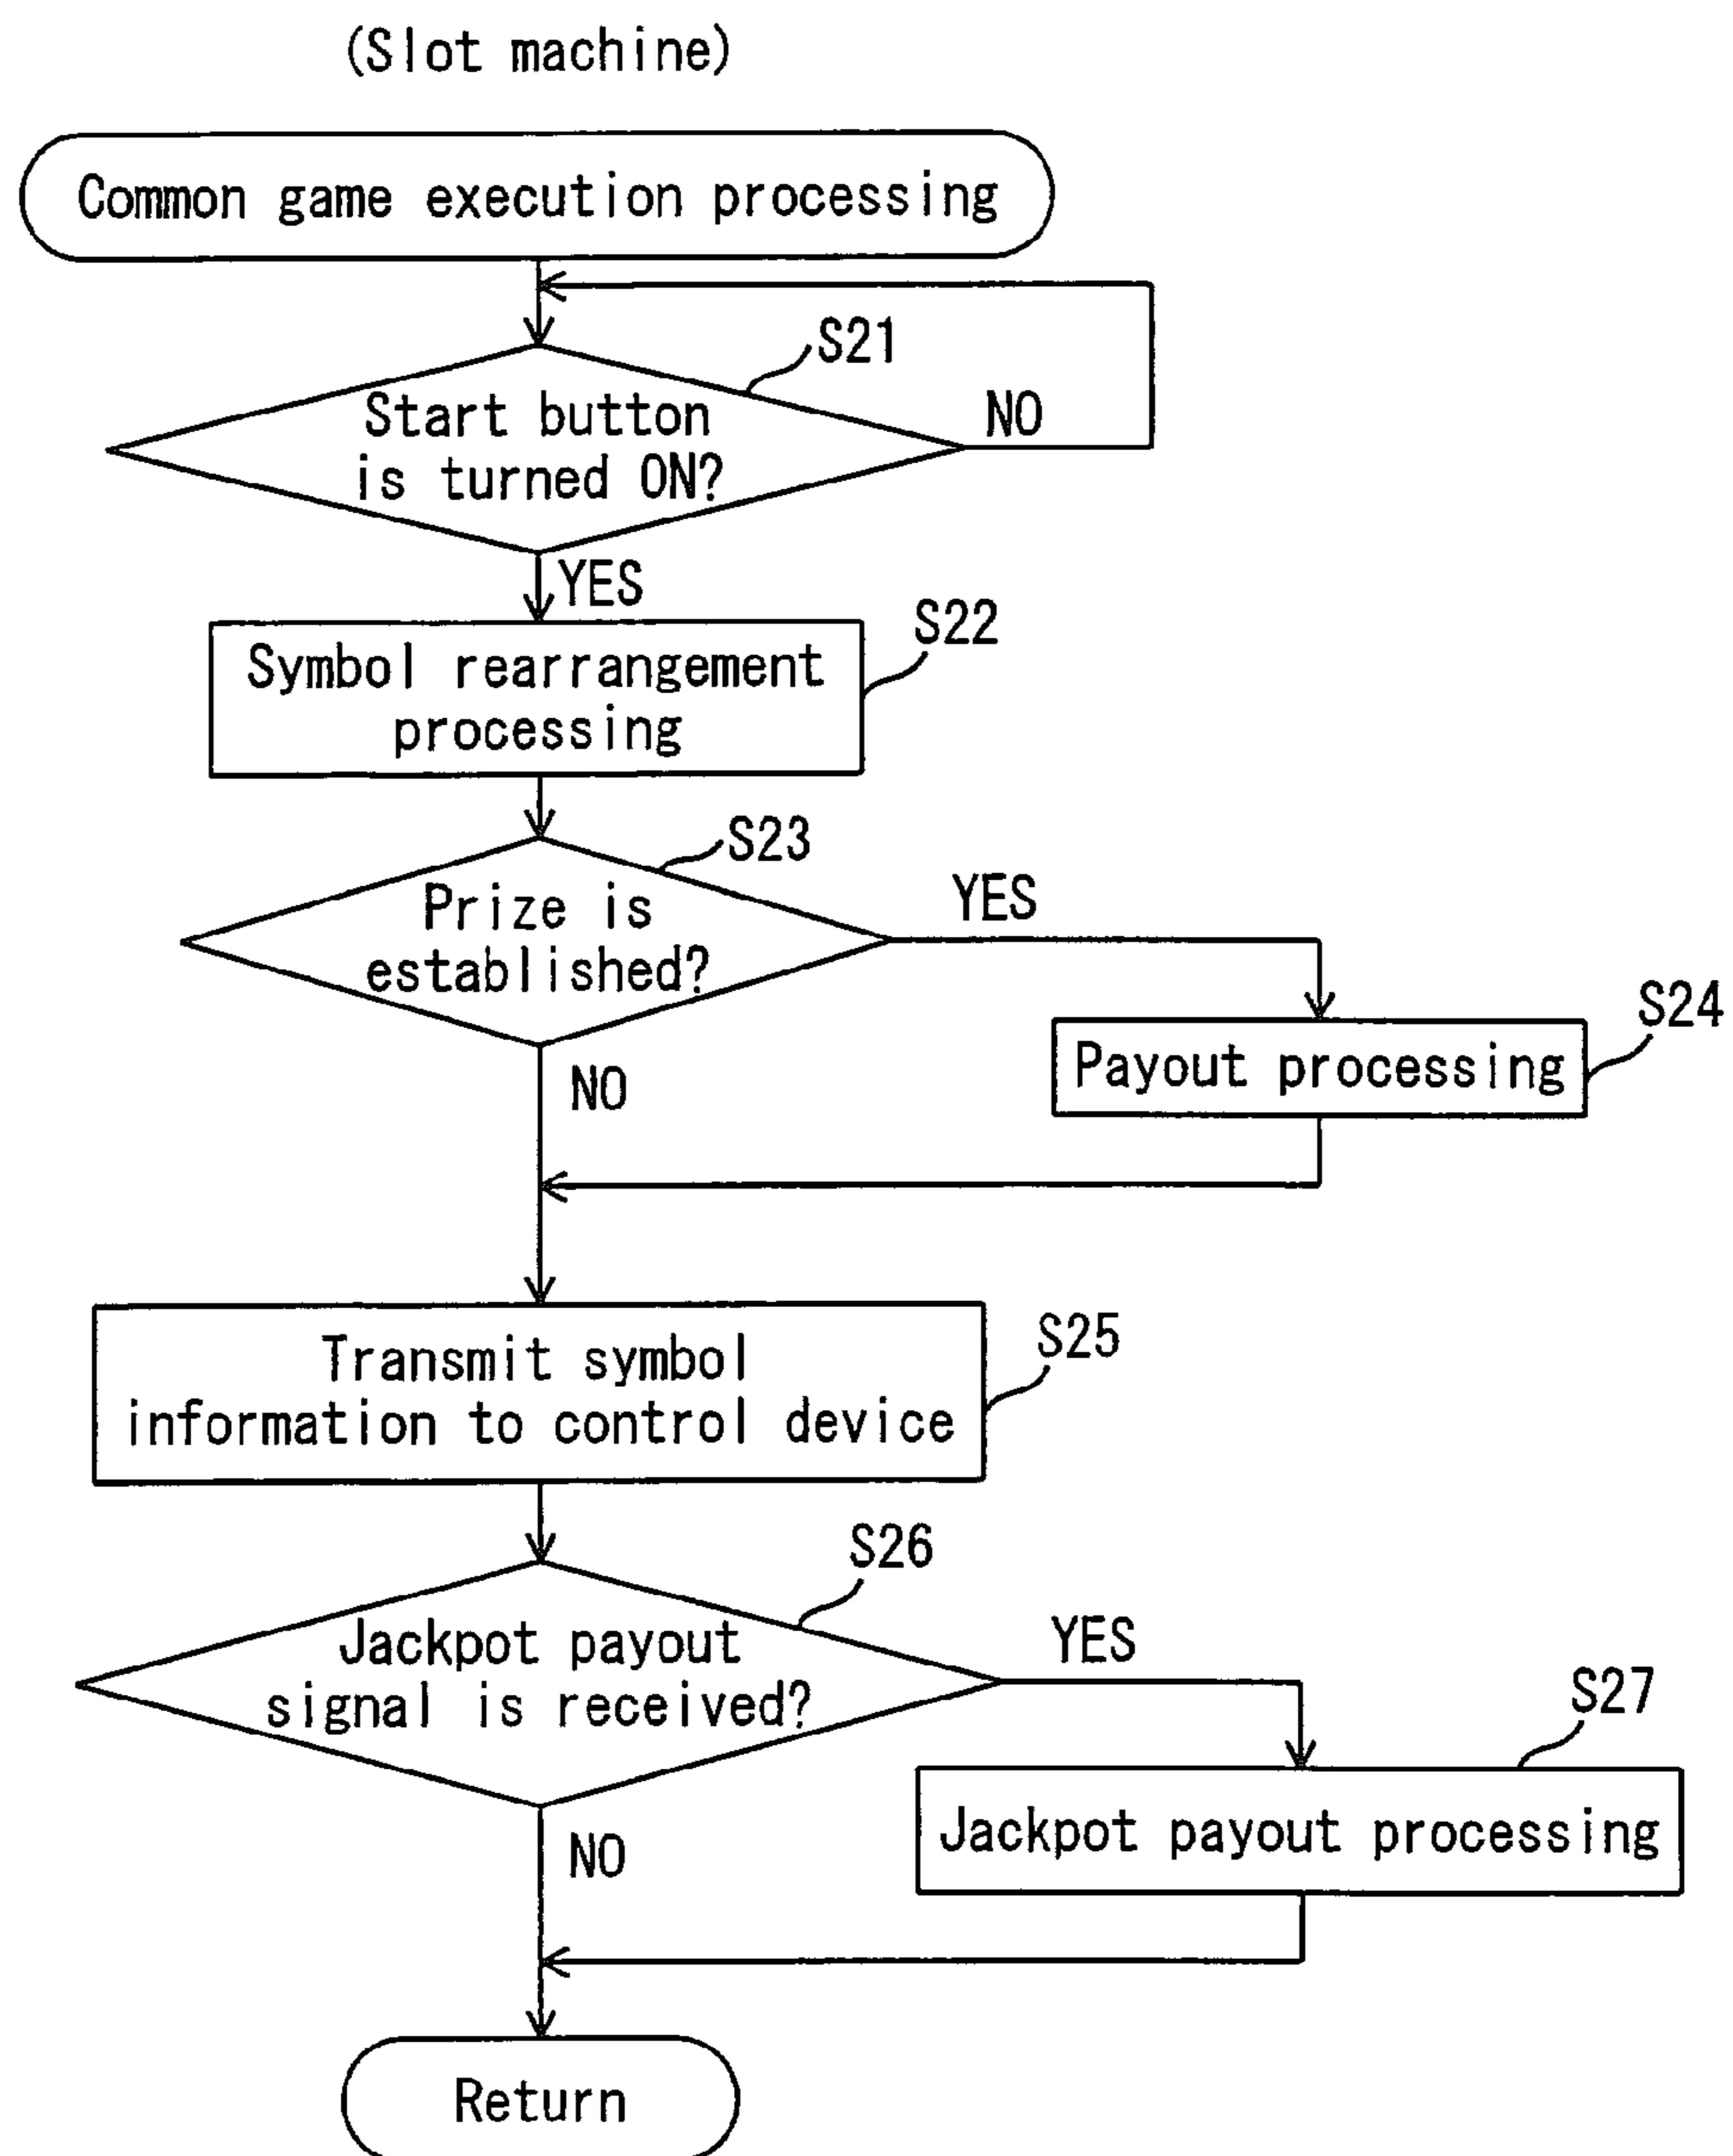 (Slot machine)
Common game execution processing
S21
Start button
is turned ON?
NO
YES
S22
Symbol rearrangement
processing
S23
Prize is
established?
YES
S24
Payout processing
NO
S25
Transmit symbol
information to control device
S26
Jackpot payout
signal is received?
YES
S27
Jackpot payout processing
NO
Return